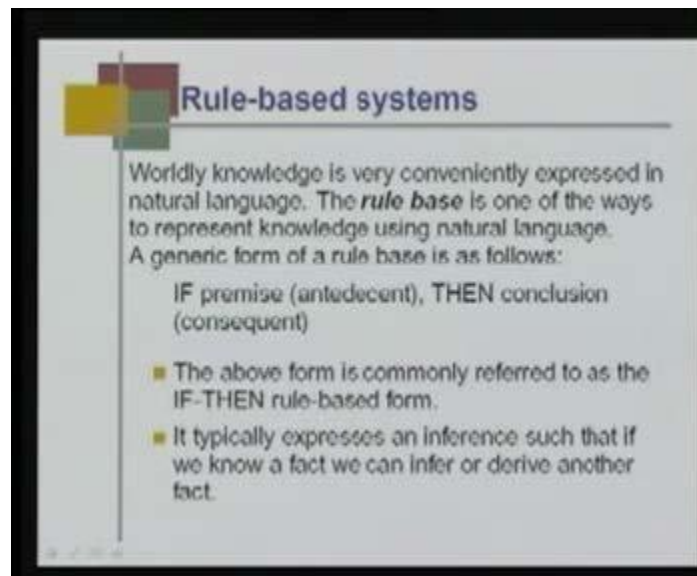 Rule-based systems
Worldly knowledge is very conveniently expressed in
natural language. The rule base is one of the ways
to represent knowledge using natural language.
A generic form of a rule base is as follows:
IF premise (antedecent), THEN conclusion
(consequent)
The above form is commonly referred to as the
IF-THEN rule-based form.
It typically expresses an inference such that if
we know a fact we can infer or derive another
fact.